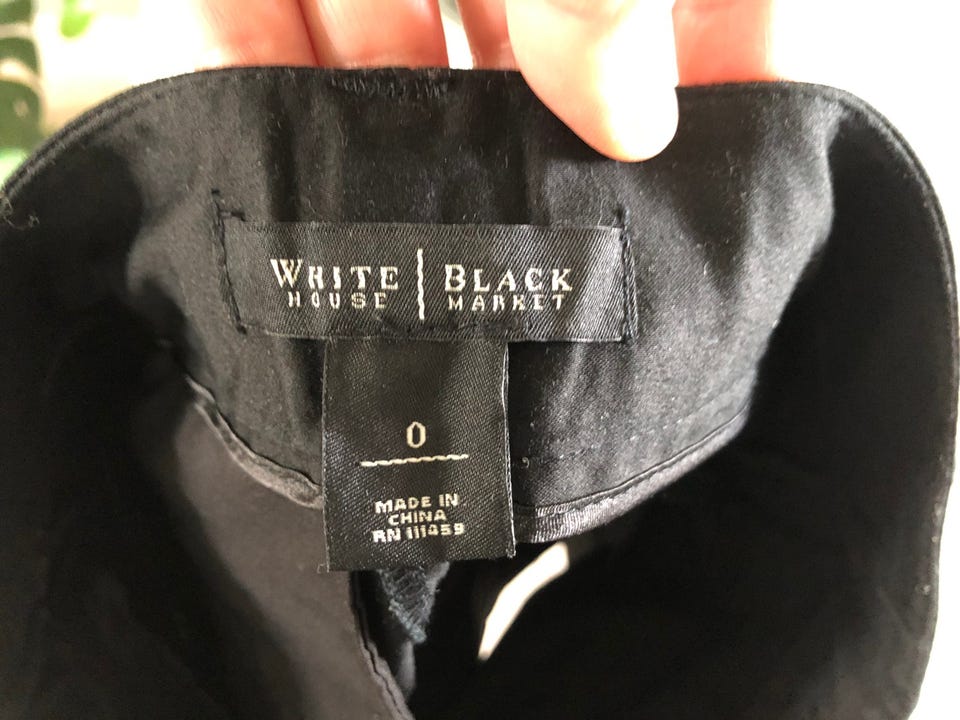 WHITE | BLACK
HOUSE | MARKET
0
MADE IN
CHINA
RN 111459